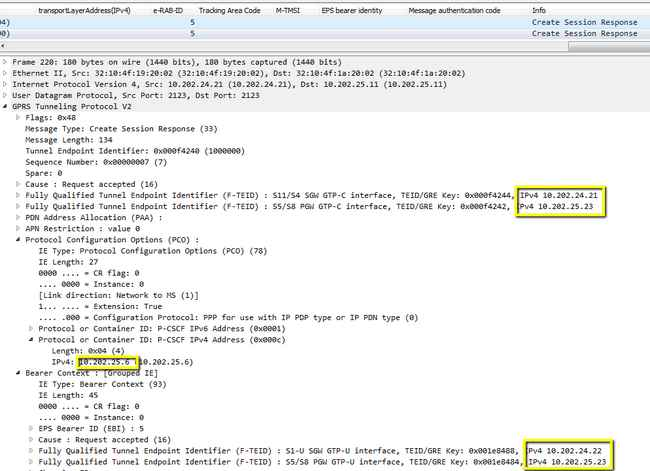 transportLayerAddress(IPv4) e-RAB-ID Tracking Area Code M-TMSI EPS bearer identity Message authentication code Info
04) 5 Create Session Response
00) 5 Create Session Response
Frame 220: 180 bytes on wire (1440 bits), 180 bytes captured (1440 bits)
Ethernet II, Src: 32:10:4f:19:20:02 (32:10:4f:19:20:02), Dst: 32:10:4f:1a:20:02 (32:10:4f:1a:20:02)
Internet Protocol Version 4, Src: 10.202.24.21 (10.202.24.21), Dst: 10.202.25.11 (10.202.25.11)
User Datagram Protocol, Src Port: 2123, Dst Port: 2123
GPRS Tunneling Protocol V2
Flags: 0x48
Message Type: Create Session Response (33)
Message Length: 134
Tunnel Endpoint Identifier: 0x000f4240 (1000000)
Sequence Number: 0x00000007 (7)
Spare: 0
Cause : Request accepted (16)
Fully Qualified Tunnel Endpoint Identifier (F-TEID) : S11/S4 SGW GTP-C interface, TEID/GRE Key: 0x000f4244, IPv4 10.202.24.21
Fully Qualified Tunnel Endpoint Identifier (F-TEID) : S5/S8 PGW GTP-C interface, TEID/GRE Key: 0x000f4242, IPv4 10.202.25.23
PDN Address Allocation (PAA) :
APN Restriction : value 0
Protocol Configuration Options (PCO) :
IE Type: Protocol Configuration Options (PCO) (78)
IE Length: 27
0000 .... = CR flag: 0
.... 0000 = Instance: 0
[Link direction: Network to MS (1)]
1... .... = Extension: True
.... .000 = Configuration Protocol: PPP for use with IP PDP type or IP PDN type (0)
Protocol or Container ID: P-CSCF IPv6 Address (0x0001)
Protocol or Container ID: P-CSCF IPv4 Address (0x000c)
Length: 0x04 (4)
IPv4: 10.202.25.6 (10.202.25.6)
Bearer Context : [Grouped IE]
IE Type: Bearer Context (93)
IE Length: 45
0000 .... = CR flag: 0
.... 0000 = Instance: 0
EPS Bearer ID (EBI) : 5
Cause : Request accepted (16)
Fully Qualified Tunnel Endpoint Identifier (F-TEID) : S1-U SGW GTP-U interface, TEID/GRE Key: 0x001e8488, IPv4 10.202.24.22
Fully Qualified Tunnel Endpoint Identifier (F-TEID) : S5/S8 PGW GTP-U interface, TEID/GRE Key: 0x001e8484, IPv4 10.202.25.23